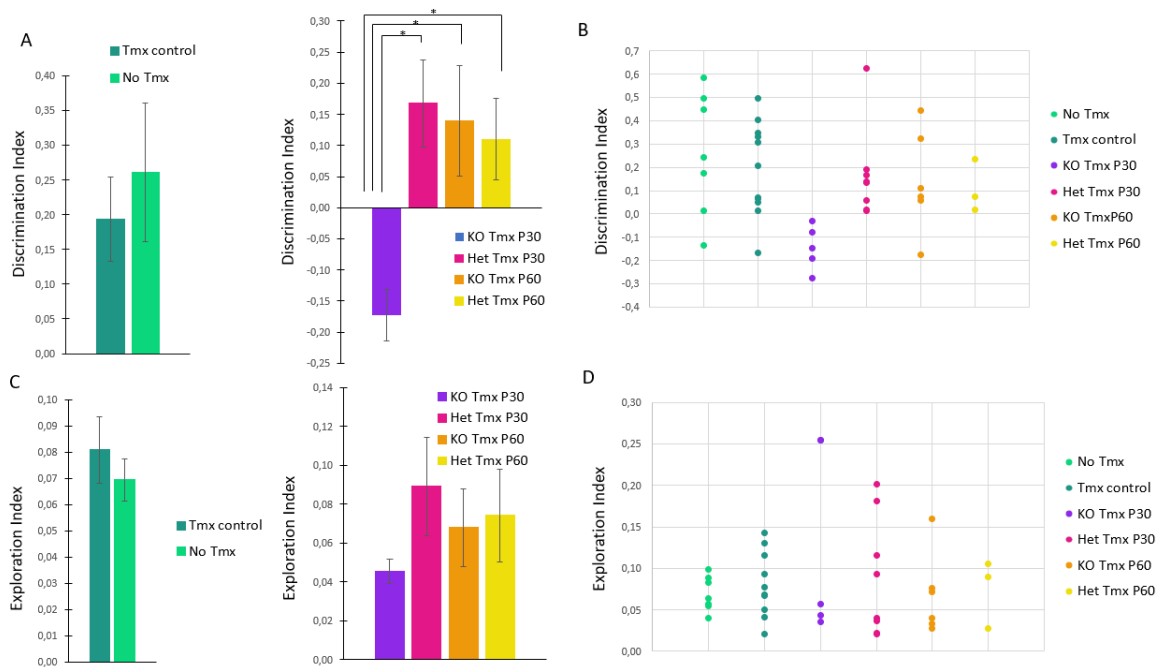 A
Tmx control
No Tmx
Discrimination Index
0,40
0,35
0,30
0,25
0,20
0,15
0,10
0,05
0,00
*
*
*
Discrimination Index
0,30
0,25
0,20
0,15
0,10
0,05
0,00
-0,05
-0,10
-0,15
-0,20
-0,25
KO Tmx P30
Het Tmx P30
KO Tmx P60
Het Tmx P60
B
Discrimination Index
0,7
0,6
0,5
0,4
0,3
0,2
0,1
0,0
-0,1
-0,2
-0,3
-0,4
No Tmx
Tmx control
KO Tmx P30
Het Tmx P30
KO TmxP60
Het Tmx P60
C
Exploration Index
0,10
0,09
0,08
0,07
0,06
0,05
0,04
0,03
0,02
0,01
0,00
Tmx control
No Tmx
Exploration Index
0,14
0,12
0,10
0,08
0,06
0,04
0,02
0,00
KO Tmx P30
Het Tmx P30
KO Tmx P60
Het Tmx P60
D
Exploration Index
0,30
0,25
0,20
0,15
0,10
0,05
0,00
No Tmx
Tmx control
KO Tmx P30
Het Tmx P30
KO Tmx P60
Het Tmx P60